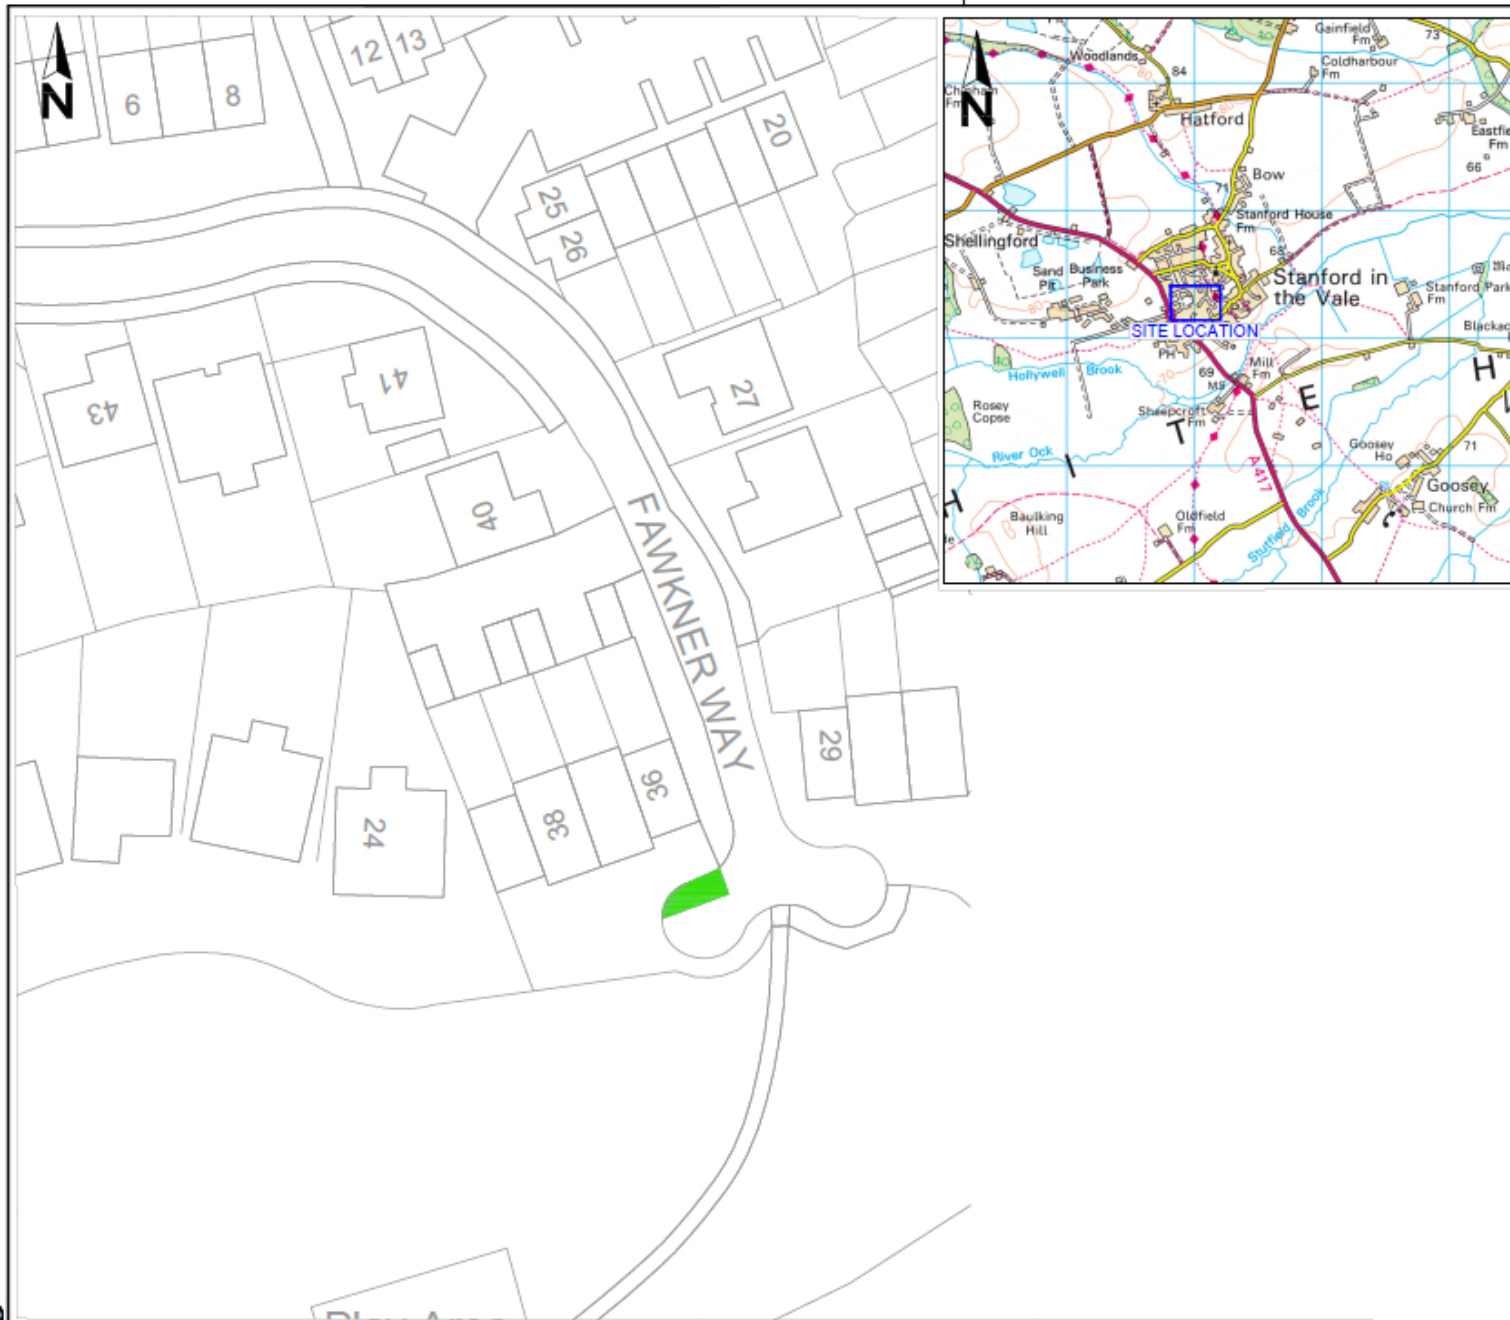 N
6
8
12
13
20
25
26
27
43
41
40
FAWKNER WAY
29
36
38
24
N
Woodlands
84
Gainfield
Fm
73
Coldharbour
Fm
Hatford
Bow
71
66
Stanford House
Fm
68
Shellingford
Sand
Pit
Business
Park
Stanford in
the Vale
Stanford Park
Fm
SITE LOCATION
PH
Hollywell Brook
69
MS
Mill
Fm
Sheepcroft
Fm
Rosey
Copse
River Ock
H
I
T
E
H
A417
Goosey
Ho
71
Goosey
Church Fm
Baulking
Hill
Oldfield
Fm
Stutfield Brook